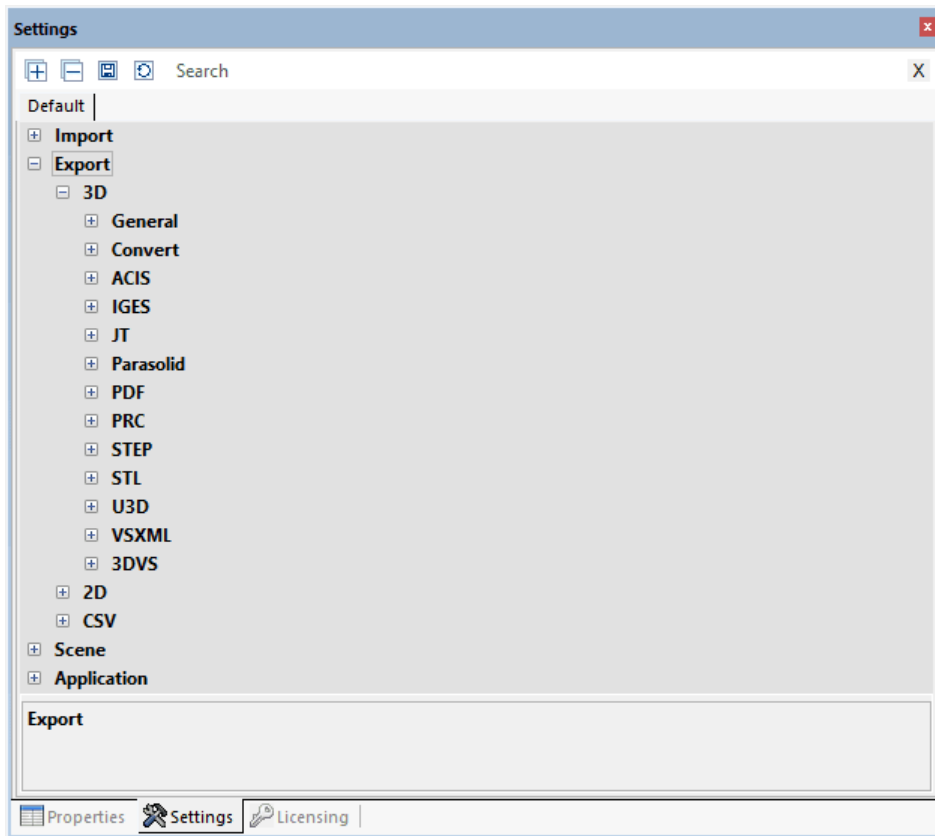 Settings
Search X
Default
Import
Export
3D
General
Convert
ACIS
IGES
JT
Parasolid
PDF
PRC
STEP
STL
U3D
VSXML
3DVS
2D
CSV
Scene
Application
Export
Properties Settings Licensing